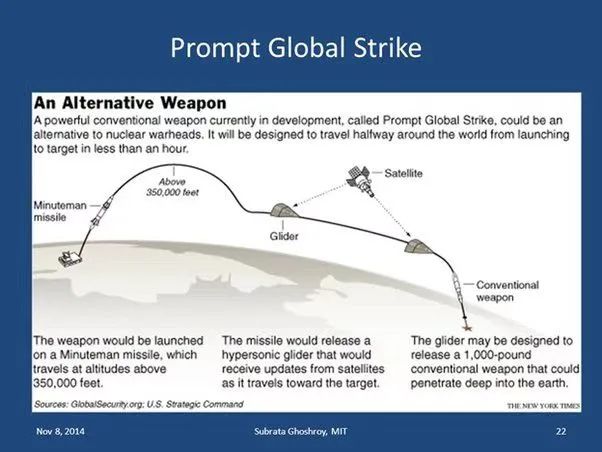 Prompt Global Strike
An Alternative Weapon
A powerful conventional weapon currently in development, called Prompt Global Strike, could be an
alternative to nuclear warheads. It will be designed to travel halfway around the world from launching
to target in less than an hour.
Above
350,000 feet
Satellite
Minuteman
missile
Glider
Conventional
weapon
The weapon would be launched
on a Minuteman missile, which
travels at altitudes above
350,000 feet.
The missile would release a
hypersonic glider that would
receive updates from satellites
as it travels toward the target.
The glider may be designed to
release a 1,000-pound
conventional weapon that could
penetrate deep into the earth.
Sources: GlobalSecurity.org; U.S. Strategic Command
THE NEW YORK TIMES
Nov 8, 2014
Subrata Ghoshroy, MIT
22